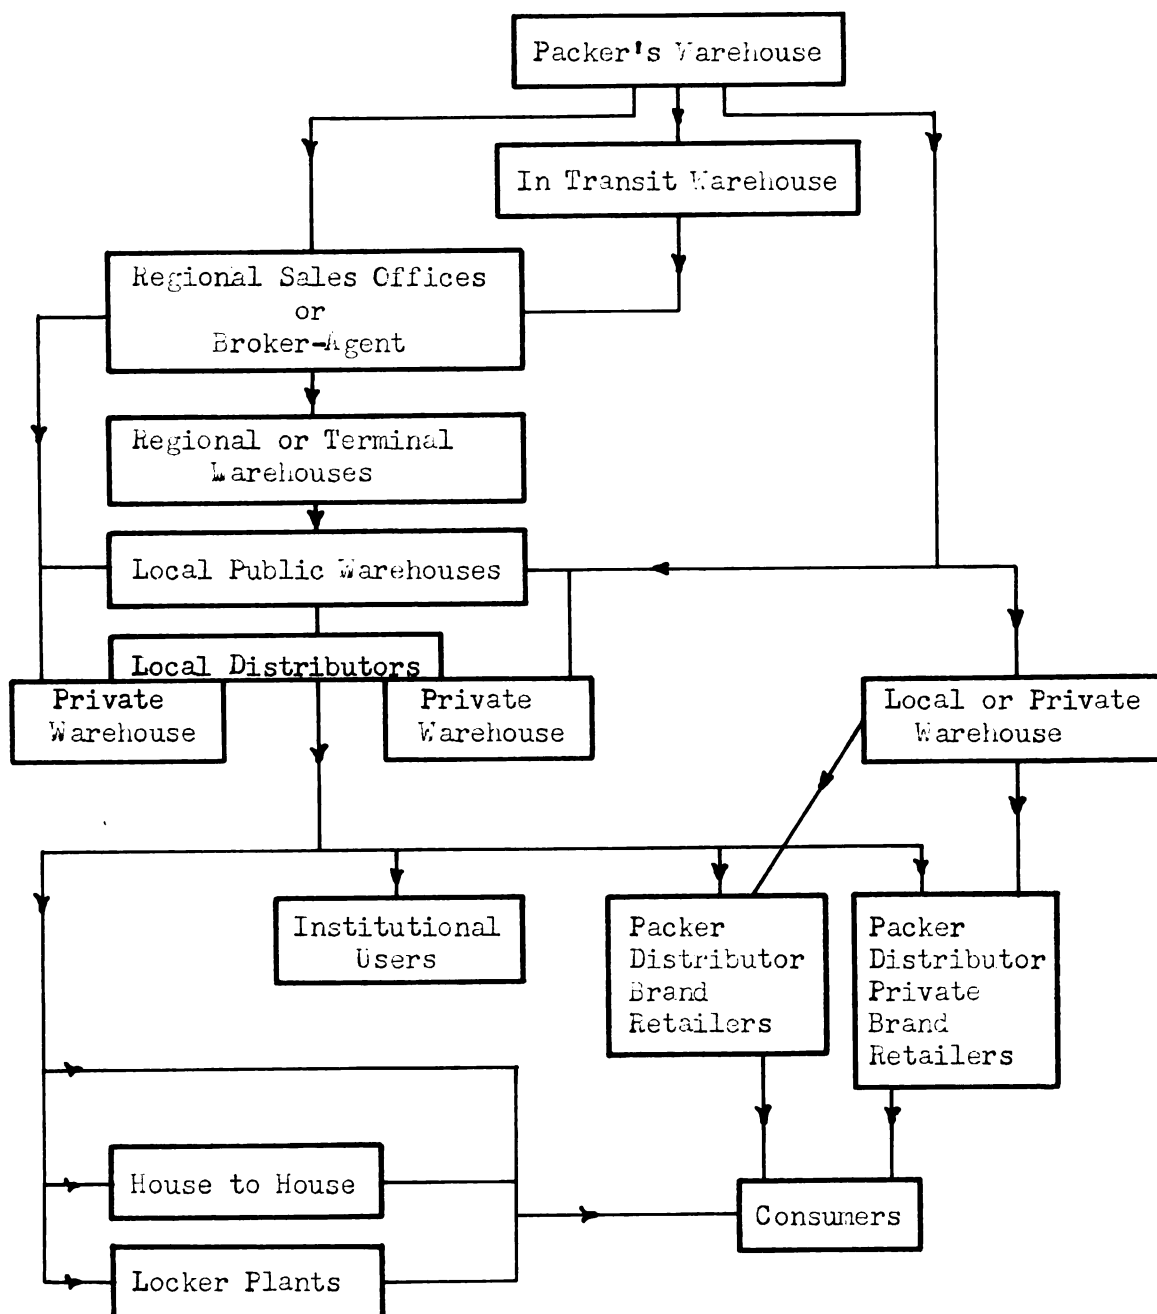 Packer's Warehouse
In Transit Warehouse
Regional Sales Offices
or
Broker-Agent
Regional or Terminal
Warehouses
Local Public Warehouses
Local Distributors
Private
Warehouse
Private
Warehouse
Local or Private
Warehouse
Institutional
Users
Packer
Distributor
Brand
Retailers
Packer
Distributor
Private
Brand
Retailers
House to House
Consumers
Locker Plants